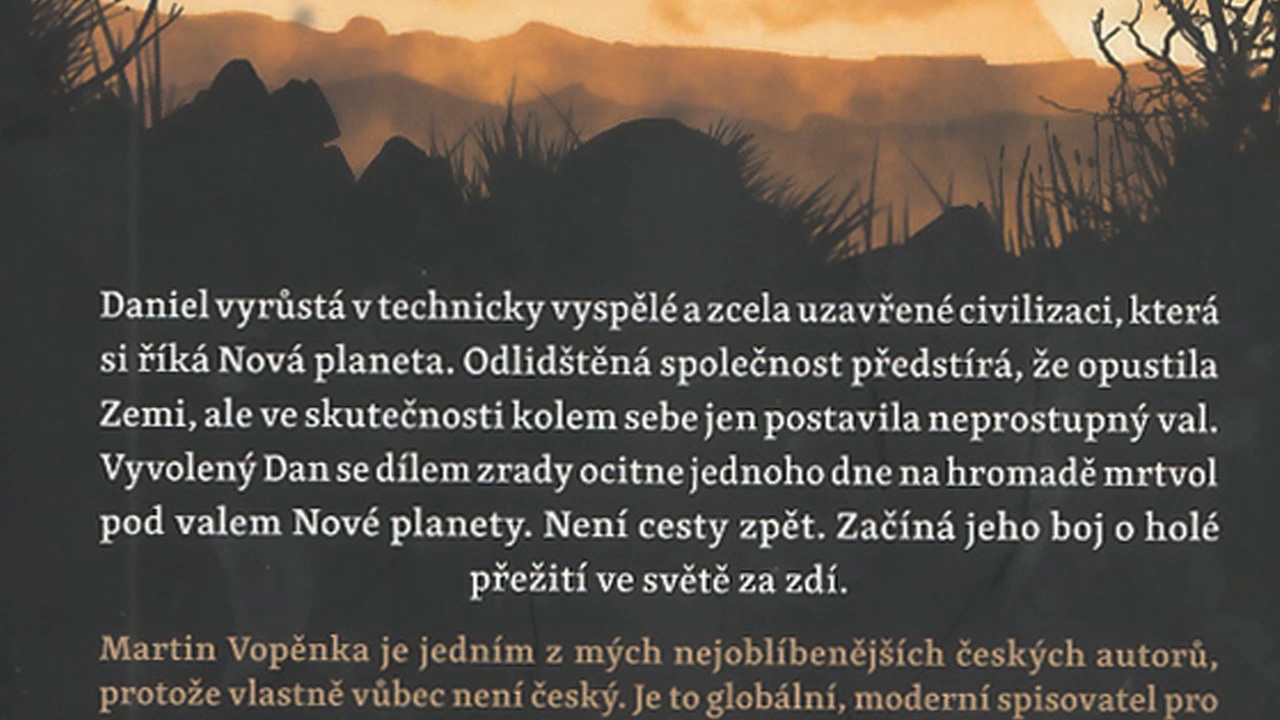 Daniel vyrůstá v technicky vyspělé a zcela uzavřené civilizaci, která
si říká Nová planeta. Odlidštěná společnost předstírá, že opustila
Zemi, ale ve skutečnosti kolem sebe jen postavila neprostupný val.
Vyvolený Dan se dílem zrady ocitne jednoho dne na hromadě mrtvol
pod valem Nové planety. Není cesty zpět. Začíná jeho boj o holé
přežití ve světě za zdí.
Martin Vopěnka je jedním z mých nejoblíbenějších českých autorů,
protože vlastně vůbec není český. Je to globální, moderní spisovatel pro